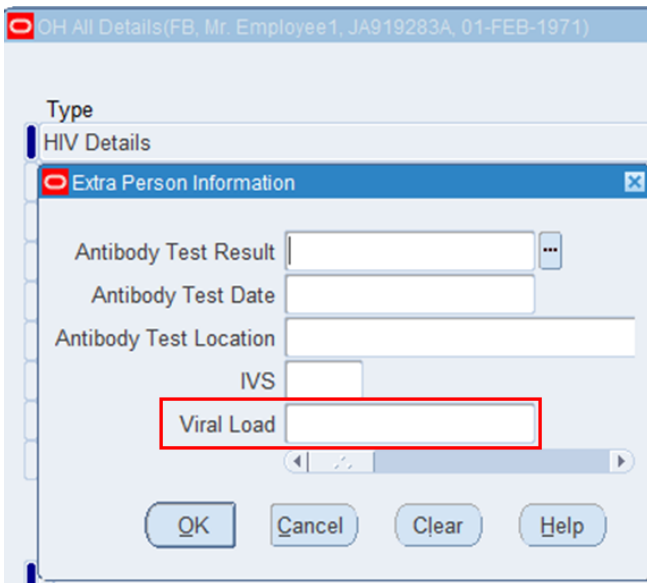 OH All Details(FB, Mr. Employee1, JA919283A, 01-FEB-1971)
Type
HIV Details
Extra Person Information
Antibody Test Result
Antibody Test Date
Antibody Test Location
IVS
Viral Load
OK Cancel Clear Help